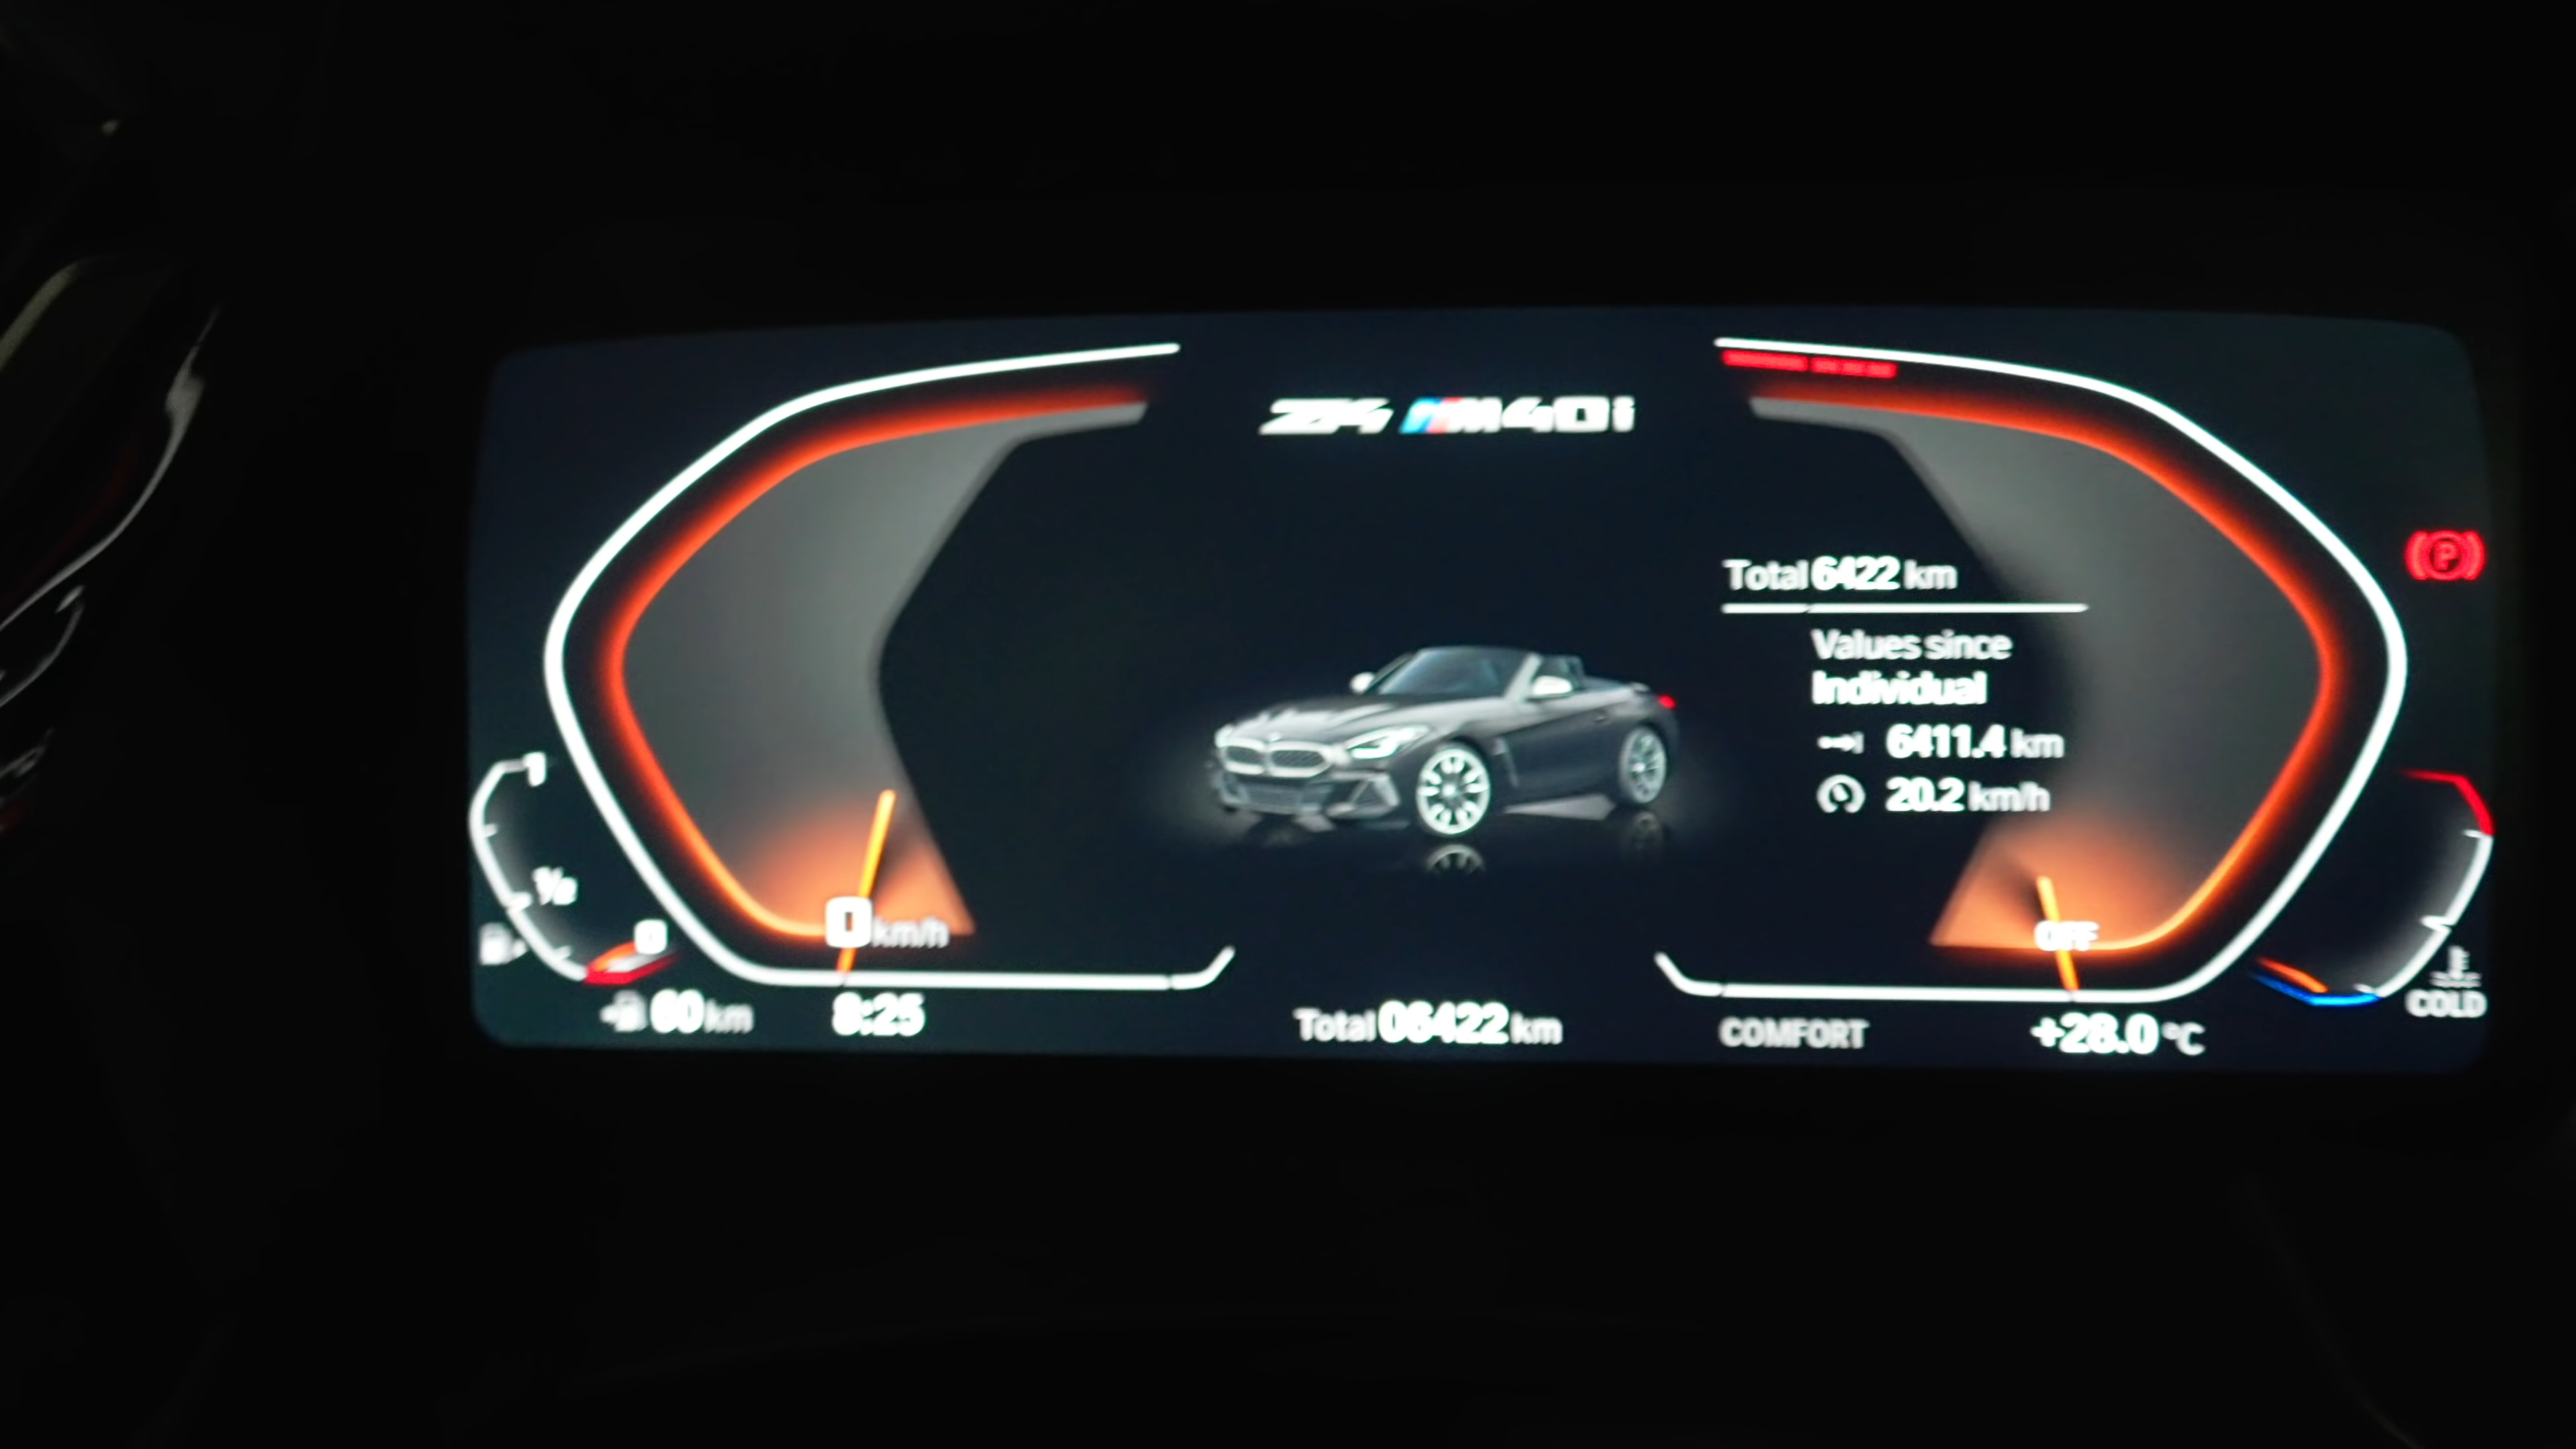 Z4 M40i
Total 6422 km
Values since
Individual
6411.4 km
20.2 km/h
1
1/2
0
0 km/h
OFF
COLD
60 km
8:25
Total 06422 km
COMFORT
+28.0 °C
P